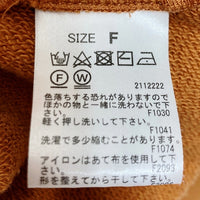 SIZE F
F W
2112222
色落ちする恐れがありますので
ほかの物と一緒に洗わないで下
さい。 F1030
軽く押し洗いして下さい。
F1041
洗濯で多少縮むことがあります。
F1074
アイロンはあて布を使用して下
さい。 F2093
形を整えてから干して下さい。